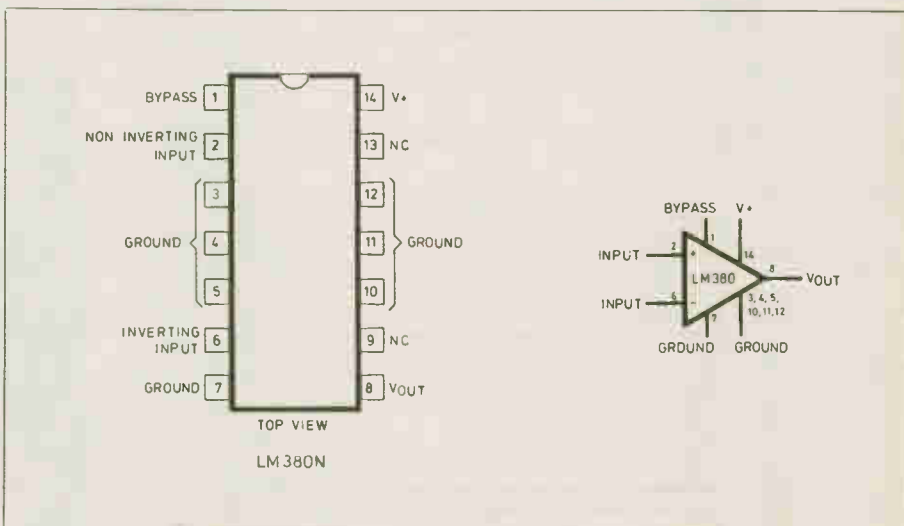 BYPASS 1
NON INVERTING
INPUT 2
3
GROUND 4
5
INVERTING
INPUT 6
GROUND 7
14 V+
13 NC
12
11 GROUND
10
9 NC
8 VOUT
TOP VIEW
LM380N
BYPASS V+
1
14
INPUT 2 +
LM380
8 VOUT
INPUT 6 -
3, 4, 5,
10, 11, 12
7
GROUND GROUND